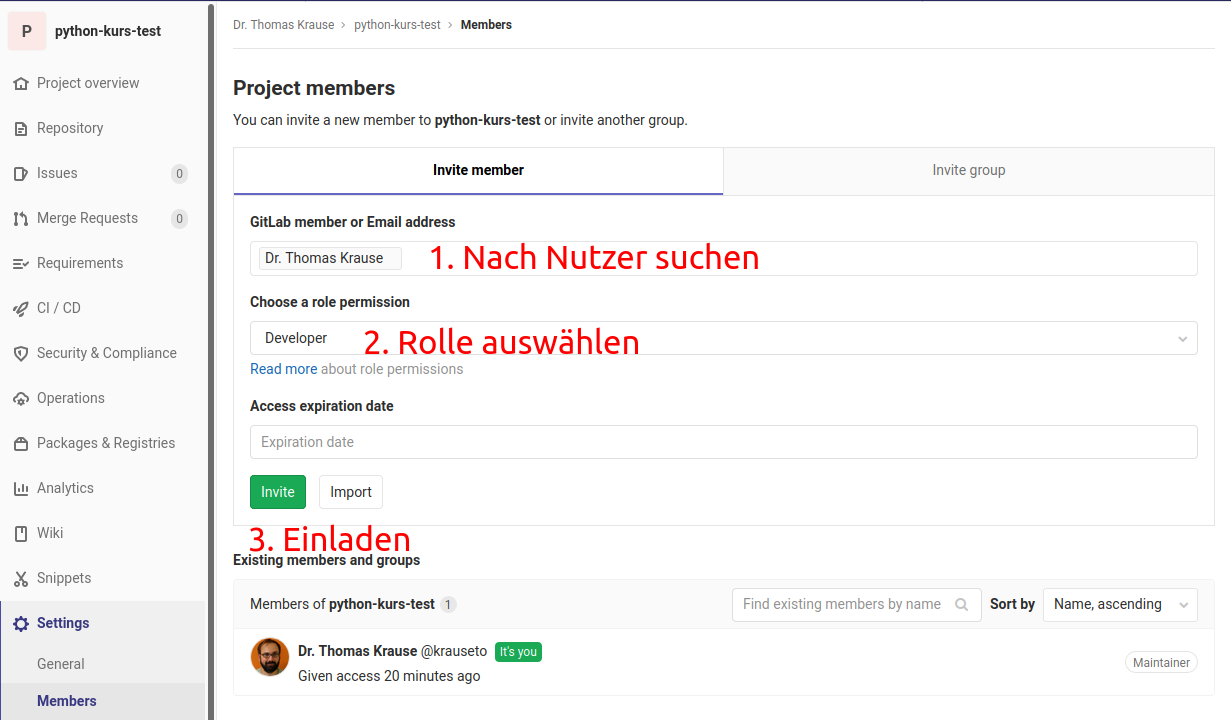 P python-kurs-test
Project overview
Repository
Issues 0
Merge Requests 0
Requirements
CI / CD
Security & Compliance
Operations
Packages & Registries
Analytics
Wiki
Snippets
Settings
General
Members
Dr. Thomas Krause › python-kurs-test › Members
Project members
You can invite a new member to python-kurs-test or invite another group.
Invite member Invite group
GitLab member or Email address
Dr. Thomas Krause 1. Nach Nutzer suchen
Choose a role permission
Developer 2. Rolle auswählen
Read more about role permissions
Access expiration date
Expiration date
Invite Import
3. Einladen
Existing members and groups
Members of python-kurs-test 1 Find existing members by name Sort by Name, ascending
Dr. Thomas Krause @krauseto It's you
Given access 20 minutes ago
Maintainer